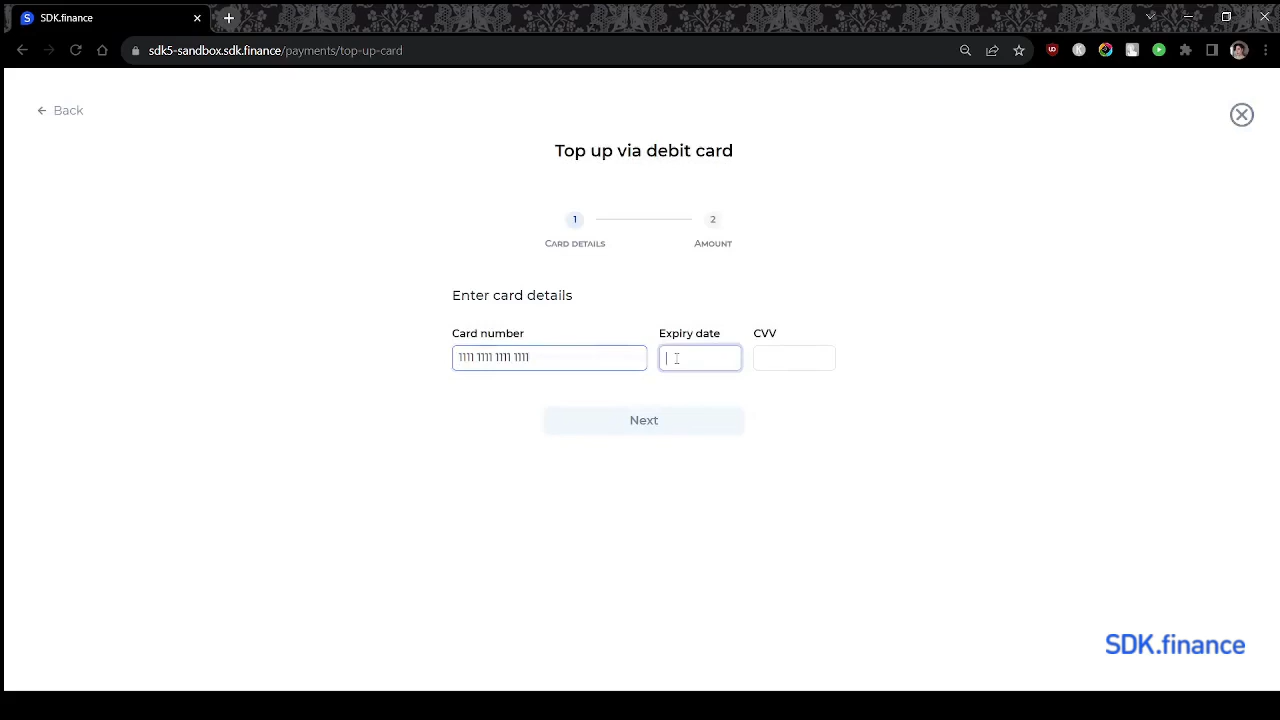 SDK.finance
sdk5-sandbox.sdk.finance/payments/top-up-card
Back
Top up via debit card
1
2
Card details
Amount
Enter card details
Card number
Expiry date
CVV
1111 1111 1111 1111
Next
SDK.finance